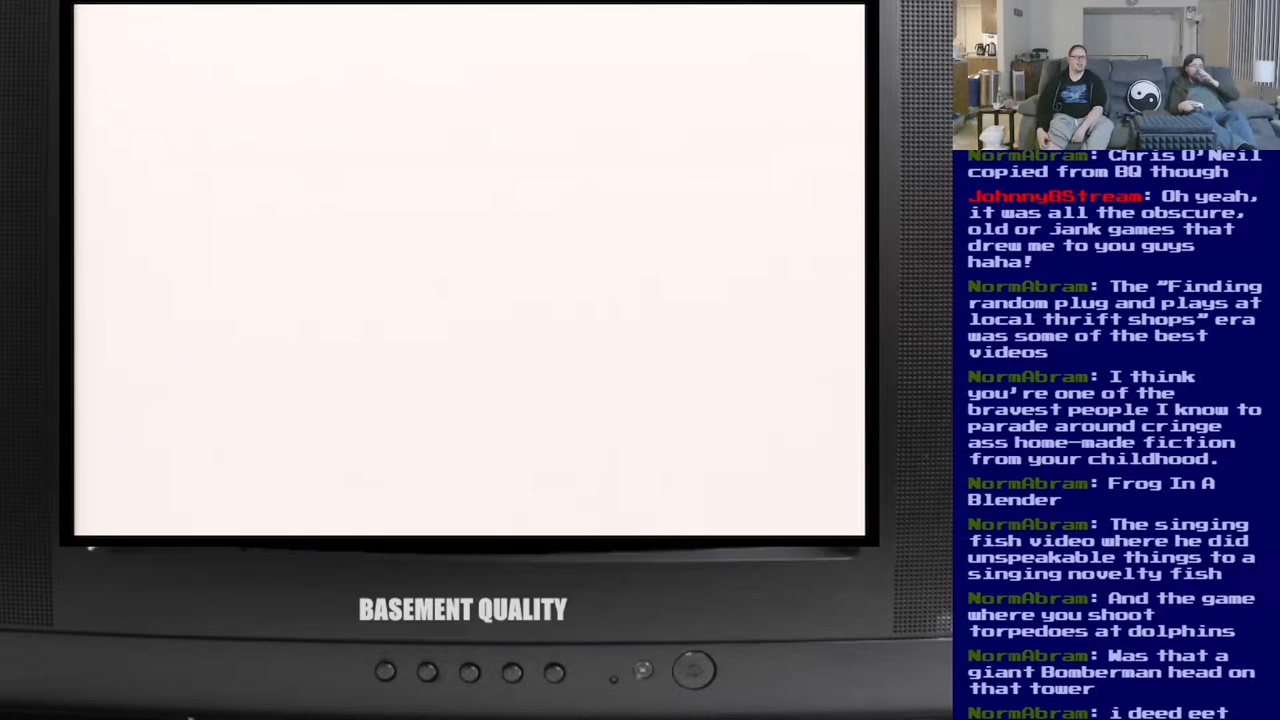 NormAbram: Chris O'Neil
copied from BQ though
JohnnyBStream: Oh yeah,
it was all the obscure,
old or jank games that
drew me to you guys
haha!
NormAbram: The "Finding
random plug and plays at
local thrift shops" era
was some of the best
videos
NormAbram: I think
you're one of the
bravest people I know to
parade around cringe
ass home-made fiction
from your childhood.
NormAbram: Frog In A
Blender
NormAbram: The singing
fish video where he did
unspeakable things to a
singing novelty fish
NormAbram: And the game
where you shoot
torpedoes at dolphins
NormAbram: Was that a
giant Bomberman head on
that tower
NormAbram: i deed eet
BASEMENT QUALITY